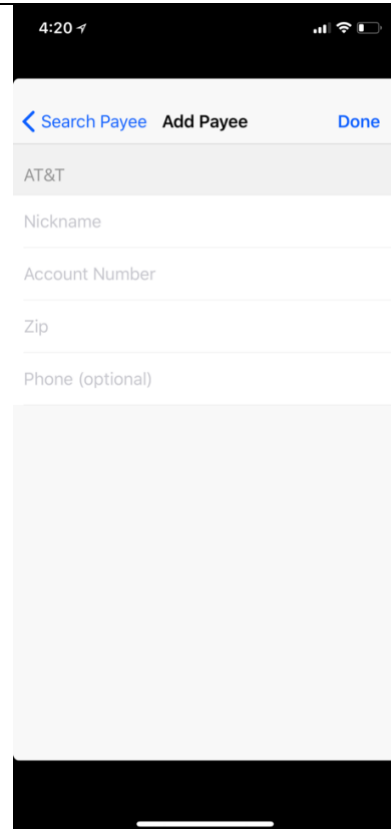 4:20
Search Payee Add Payee Done
AT&T
Nickname
Account Number
Zip
Phone (optional)